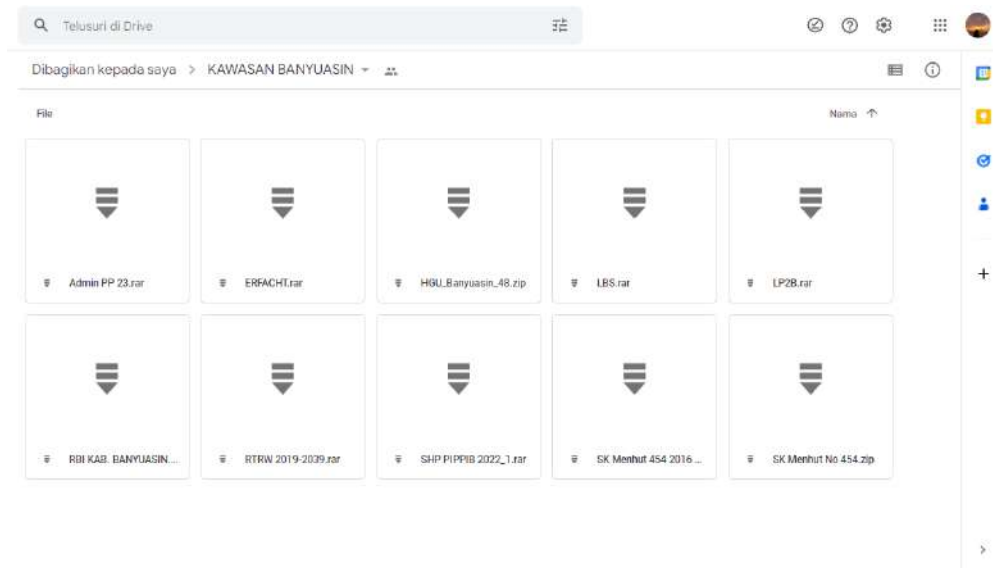 Telusuri di Drive
Dibagikan kepada saya > KAWASAN BANYUASIN
File
Nama
Admin PP 23.rar
ERFACHT.rar
HGU_Banyuasin_48.zip
LBS.rar
LP2B.rar
RBI KAB. BANYUASIN....
RTRW 2019-2039.rar
SHP PIPPIB 2022_1.rar
SK Menhut 454 2016 ...
SK Menhut No 454.zip